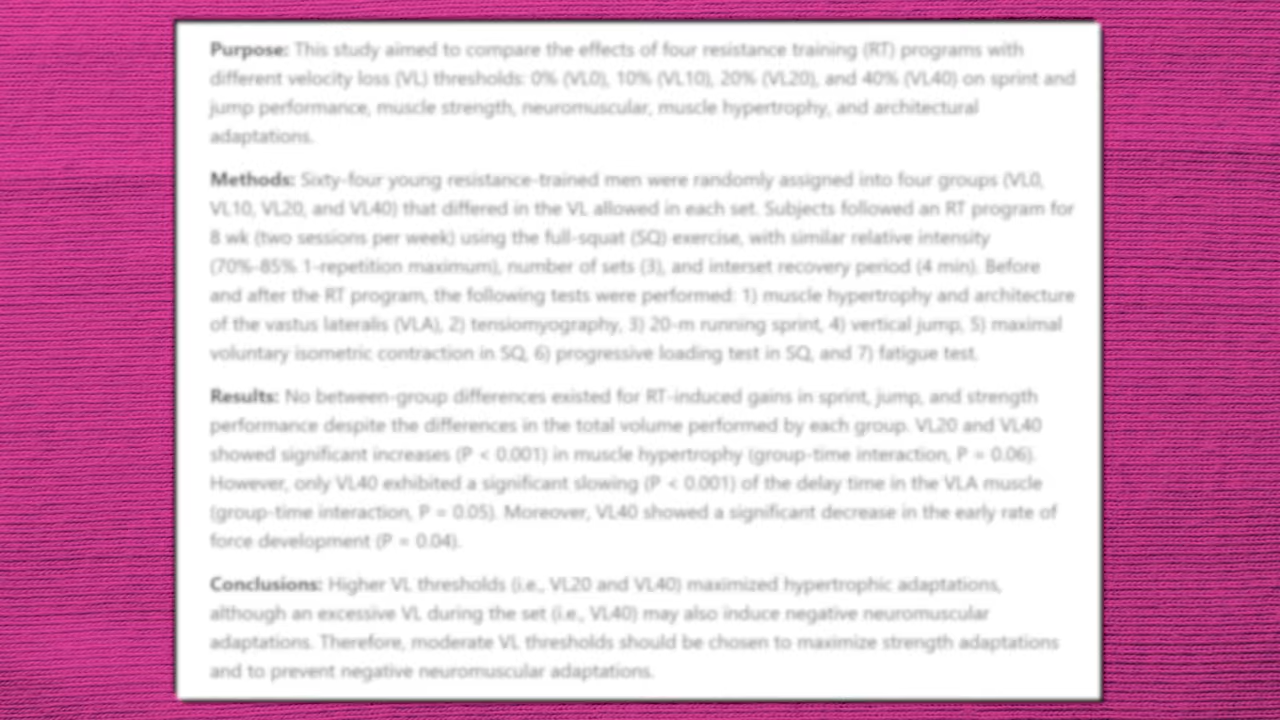 Purpose: This study aimed to compare the effects of four resistance training (RT) programs with
different velocity loss (VL) thresholds: 0% (VL0), 10% (VL10), 20% (VL20), and 40% (VL40) on sprint and
jump performance, muscle strength, neuromuscular, muscle hypertrophy, and architectural
adaptations.
Methods: Sixty-four young resistance-trained men were randomly assigned into four groups (VL0,
VL10, VL20, and VL40) that differed in the VL allowed in each set. Subjects followed an RT program for
8 wk (two sessions per week) using the full-squat (SQ) exercise, with similar relative intensity
(70%-85% 1-repetition maximum), number of sets (3), and interset recovery period (4 min). Before
and after the RT program, the following tests were performed: 1) muscle hypertrophy and architecture
of the vastus lateralis (VLA), 2) tensiomyography, 3) 20-m running sprint, 4) vertical jump, 5) maximal
voluntary isometric contraction in SQ, 6) progressive loading test in SQ, and 7) fatigue test.
Results: No between-group differences existed for RT-induced gains in sprint, jump, and strength
performance despite the differences in the total volume performed by each group. VL20 and VL40
showed significant increases (P < 0.001) in muscle hypertrophy (group-time interaction, P = 0.06).
However, only VL40 exhibited a significant slowing (P < 0.001) of the delay time in the VLA muscle
(group-time interaction, P = 0.05). Moreover, VL40 showed a significant decrease in the early rate of
force development (P = 0.04).
Conclusions: Higher VL thresholds (i.e., VL20 and VL40) maximized hypertrophic adaptations,
although an excessive VL during the set (i.e., VL40) may also induce negative neuromuscular
adaptations. Therefore, moderate VL thresholds should be chosen to maximize strength adaptations
and to prevent negative neuromuscular adaptations.